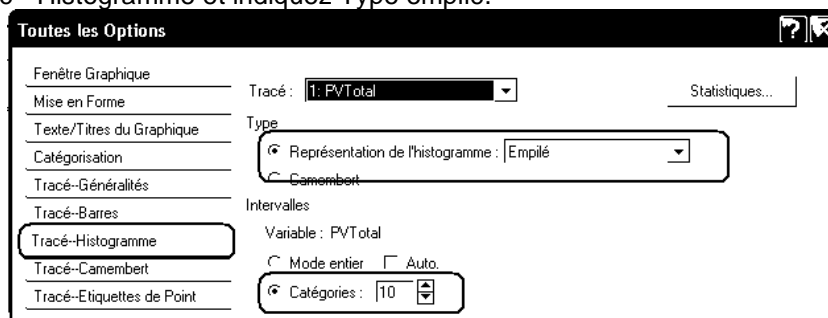 Histogramme et indiquez Type empilé.
Toutes les Options
Fenêtre Graphique
Mise en Forme
Texte/Titres du Graphique
Catégorisation
Tracé--Généralités
Tracé--Barres
Tracé--Histogramme
Tracé--Camembert
Tracé--Etiquettes de Point
Tracé : 1: PVTotal
Statistiques...
Type
Représentation de l'histogramme : Empilé
Camembert
Intervalles
Variable : PVTotal
Mode entier Auto.
Catégories : 10